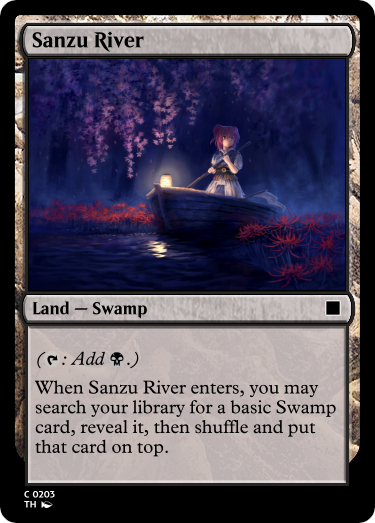 Sanzu River
Land — Swamp
(: Add .)
When Sanzu River enters, you may
search your library for a basic Swamp
card, reveal it, then shuffle and put
that card on top.
C 0203
TH